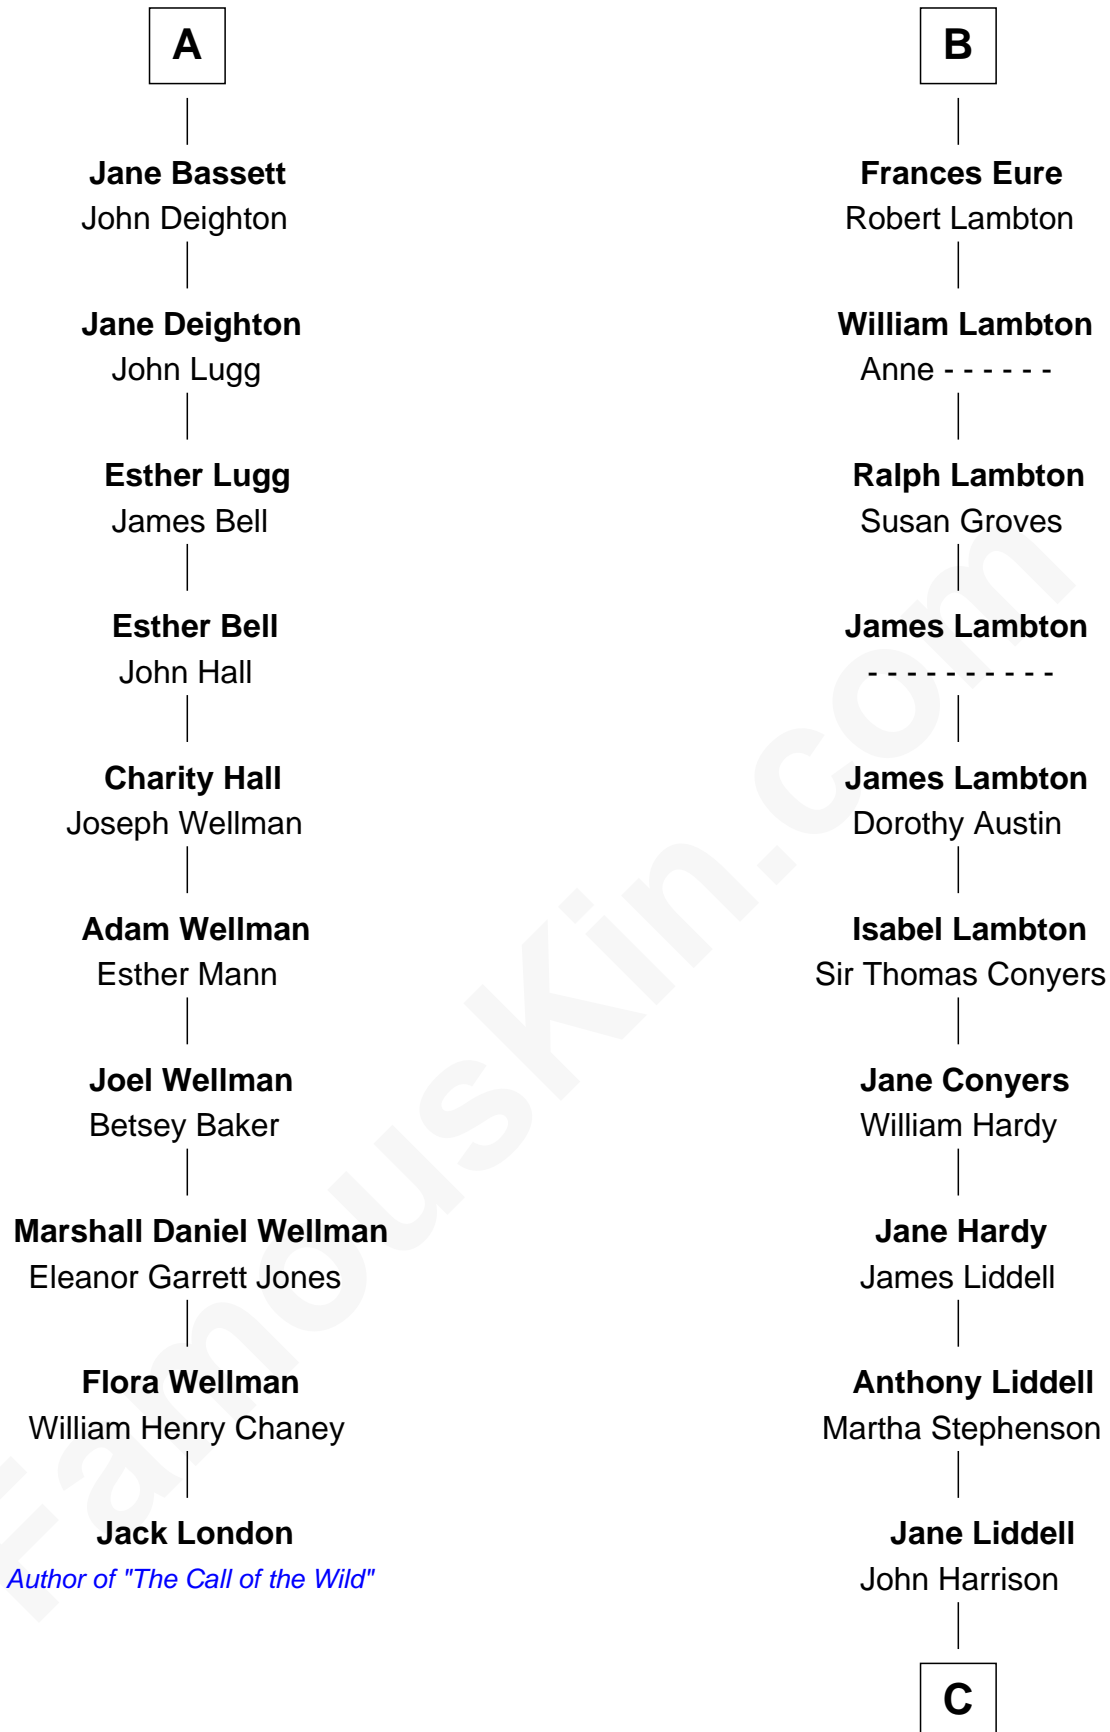 A
Jane Bassett
John Deighton
Jane Deighton
John Lugg
Esther Lugg
James Bell
Esther Bell
John Hall
Charity Hall
Joseph Wellman
Adam Wellman
Esther Mann
Joel Wellman
Betsey Baker
Marshall Daniel Wellman
Eleanor Garrett Jones
Flora Wellman
William Henry Chaney
Jack London
Author of "The Call of the Wild"
B
Frances Eure
Robert Lambton
William Lambton
Anne - - - - - -
Ralph Lambton
Susan Groves
James Lambton
- - - - - - - - - -
James Lambton
Dorothy Austin
Isabel Lambton
Sir Thomas Conyers
Jane Conyers
William Hardy
Jane Hardy
James Liddell
Anthony Liddell
Martha Stephenson
Jane Liddell
John Harrison
C
FamousKin.com